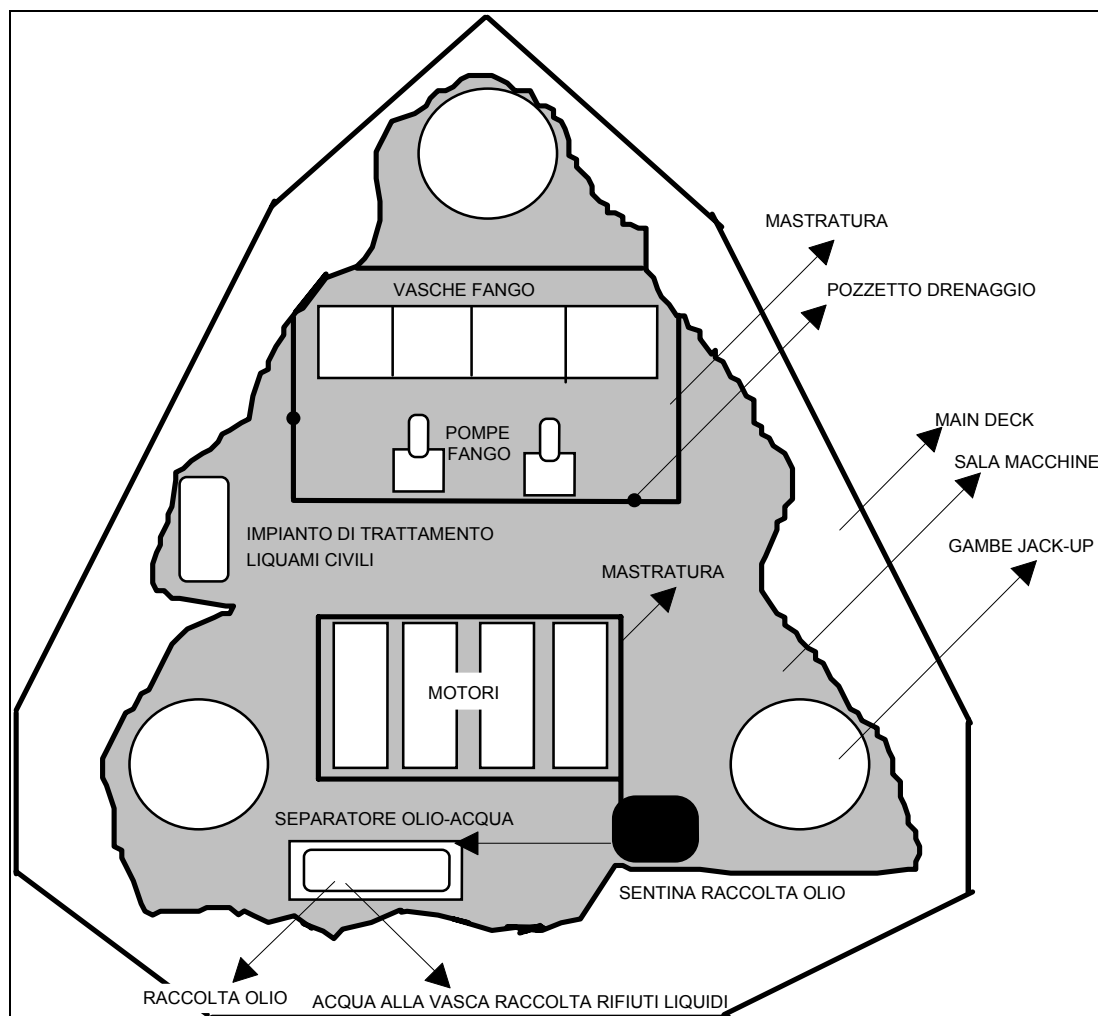 MASTRATURA
VASCHE FANGO
POZZETTO DRENAGGIO
MAIN DECK
POMPE
FANGO
SALA MACCHINE
IMPIANTO DI TRATTAMENTO
LIQUAMI CIVILI
GAMBE JACK-UP
MASTRATURA
MOTORI
SEPARATORE OLIO-ACQUA
SENTINA RACCOLTA OLIO
RACCOLTA OLIO
ACQUA ALLA VASCA RACCOLTA RIFIUTI LIQUIDI